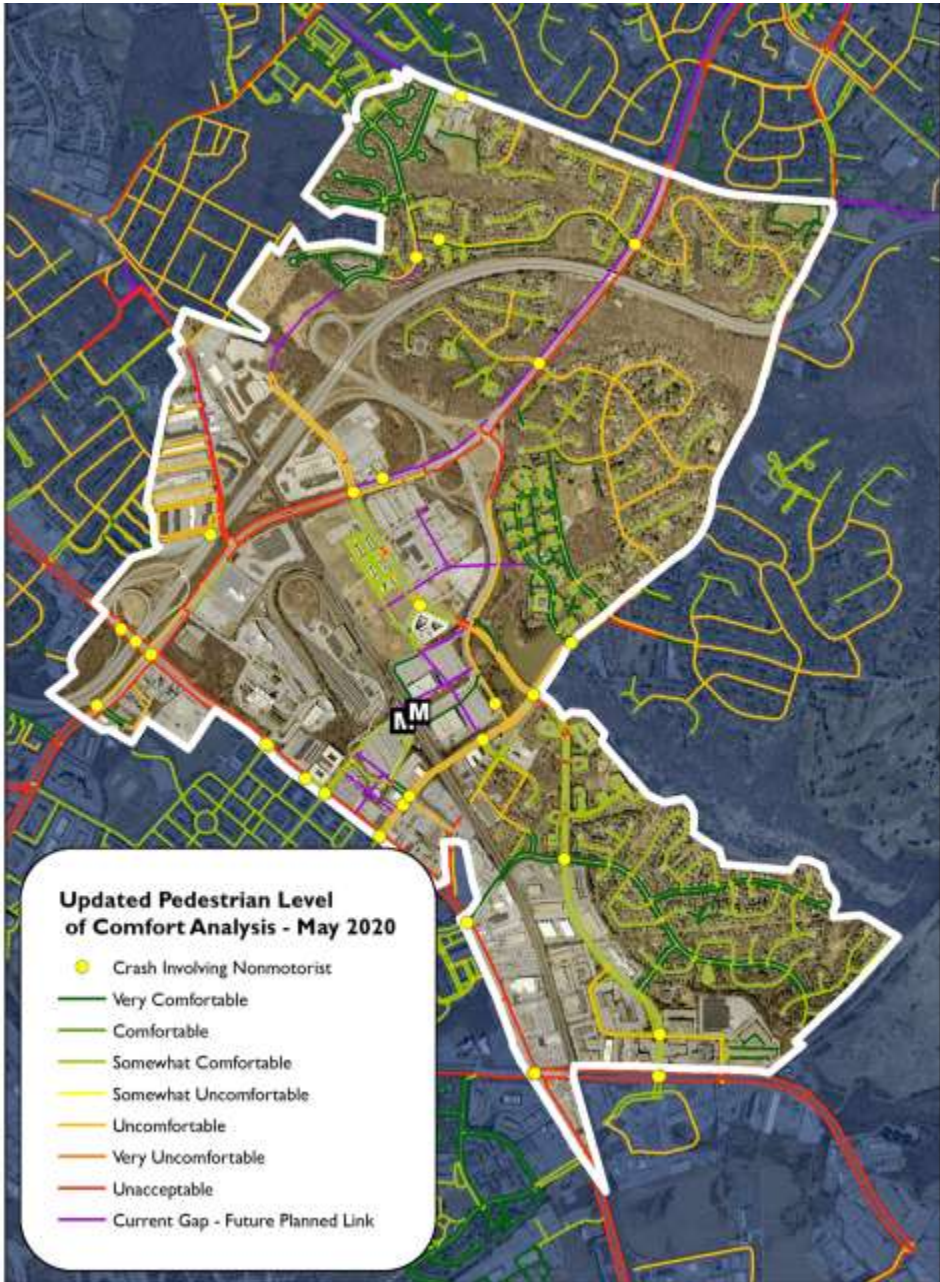 M M
Updated Pedestrian Level
of Comfort Analysis - May 2020
Crash Involving Nonmotorist
Very Comfortable
Comfortable
Somewhat Comfortable
Somewhat Uncomfortable
Uncomfortable
Very Uncomfortable
Unacceptable
Current Gap - Future Planned Link